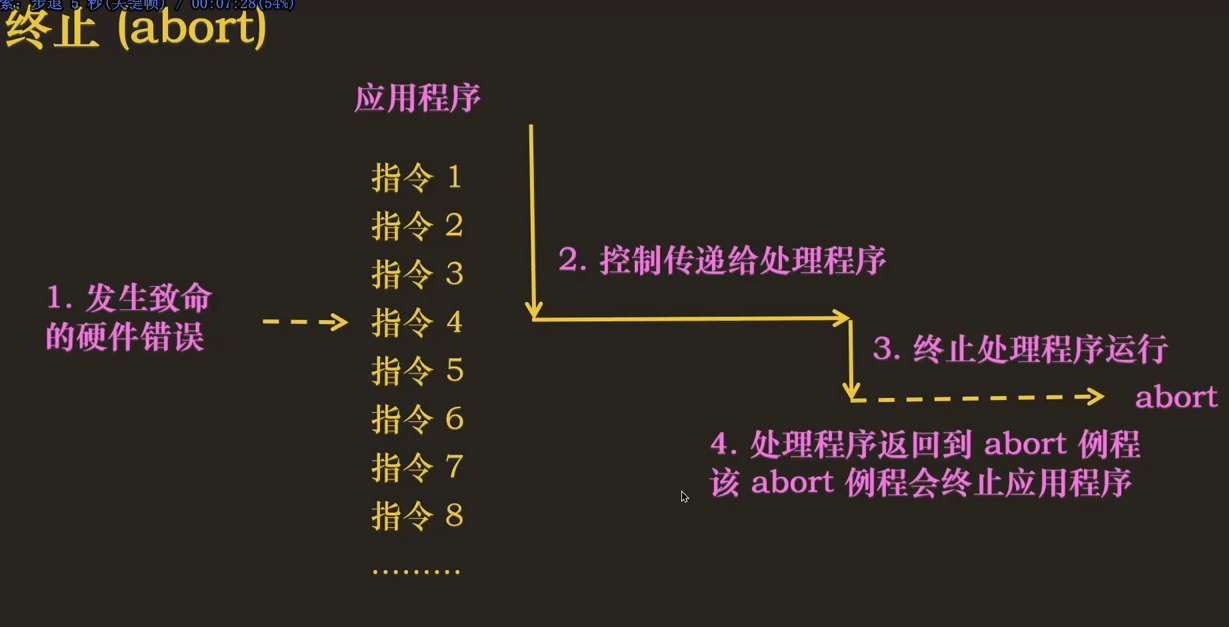 索: 步退 5 秒(关键帧) / 00:07:28(54%)
终止 (abort)
应用程序
指令 1
指令 2
2. 控制传递给处理程序
指令 3
1. 发生致命
的硬件错误
指令 4
3. 终止处理程序运行
指令 5
abort
指令 6
4. 处理程序返回到 abort 例程
该 abort 例程会终止应用程序
指令 7
指令 8
………